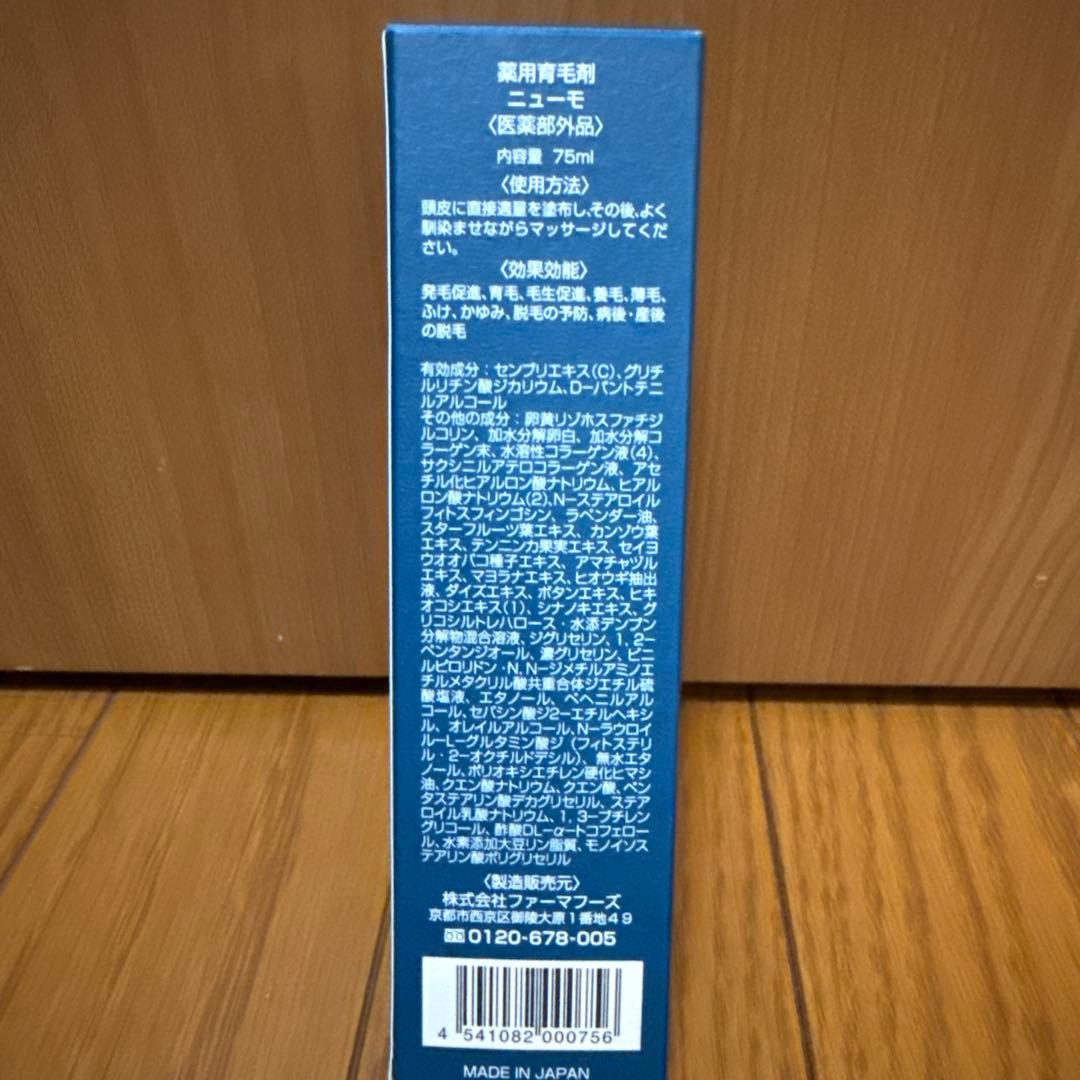 薬用育毛剤
ニューモ
〈医薬部外品〉
内容量 75ml
〈使用方法〉
頭皮に直接適量を塗布し、その後、よく
馴染ませながらマッサージしてくだ
さい。
〈効果効能〉
発毛促進、育毛、毛生促進、養毛、薄毛、
ふけ、かゆみ、脱毛の予防、病後・産後
の脱毛
有効成分：センブリエキス(C)、グリチ
ルリチン酸ジカリウム、D-パントテニ
ルアルコール
その他の成分：卵黄リゾホスファチジ
ルコリン、加水分解卵白、加水分解コ
ラーゲン末、水溶性コラーゲン液(4)、
サクシニルアテロコラーゲン液、アセ
チル化ヒアルロン酸ナトリウム、ヒアル
ロン酸ナトリウム(2)、N-ステアロイル
フィトスフィンゴシン、ラベンダー油、
スターフルーツ葉エキス、カンゾウ葉
エキス、テンニンカ果実エキス、セイヨ
ウオオバコ種子エキス、アマチャヅル
エキス、マヨラナエキス、ヒオウギ抽出
液、ダイズエキス、ボタンエキス、ヒキ
オコシエキス(1)、シナノキエキス、グ
リコシルトレハロース・水添デンプン
分解物混合溶液、ジグリセリン、1,2-
ペンタンジオール、濃グリセリン、ビニ
ルピロリドン・N,N-ジメチルアミノエ
チルメタクリル酸共重合体ジエチル硫
酸塩液、エタノール、ベヘニルアル
コール、セバシン酸ジ2-エチルヘキシ
ル、オレイルアルコール、N-ラウロイ
ル-L-グルタミン酸ジ(フィトステリ
ル・2-オクチルドデシル)、無水エタ
ノール、ポリオキシエチレン硬化ヒマシ
油、クエン酸ナトリウム、クエン酸、ペン
タステアリン酸デカグリセリル、ステア
ロイル乳酸ナトリウム、1,3-ブチレン
グリコール、酢酸DL-α-トコフェロー
ル、水素添加大豆リン脂質、モノイソス
テアリン酸ポリグリセリル
〈製造販売元〉
株式会社ファーマフーズ
京都市西京区御陵大原1番地49
0120-678-005
4 541082 000756
MADE IN JAPAN